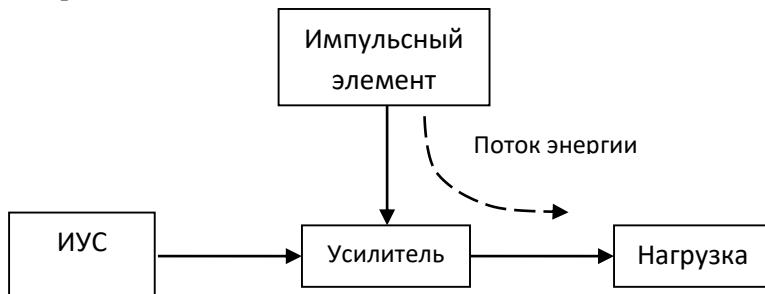 Импульсный
элемент
Поток энергии
ИУС
Усилитель
Нагрузка